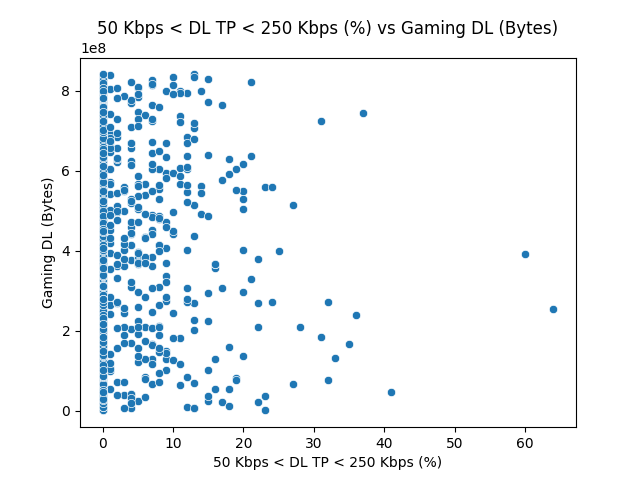 50 Kbps < DL TP < 250 Kbps (%) vs Gaming DL (Bytes)
1e8
8
6
4
2
0
Gaming DL (Bytes)
0 10 20 30 40 50 60
50 Kbps < DL TP < 250 Kbps (%)